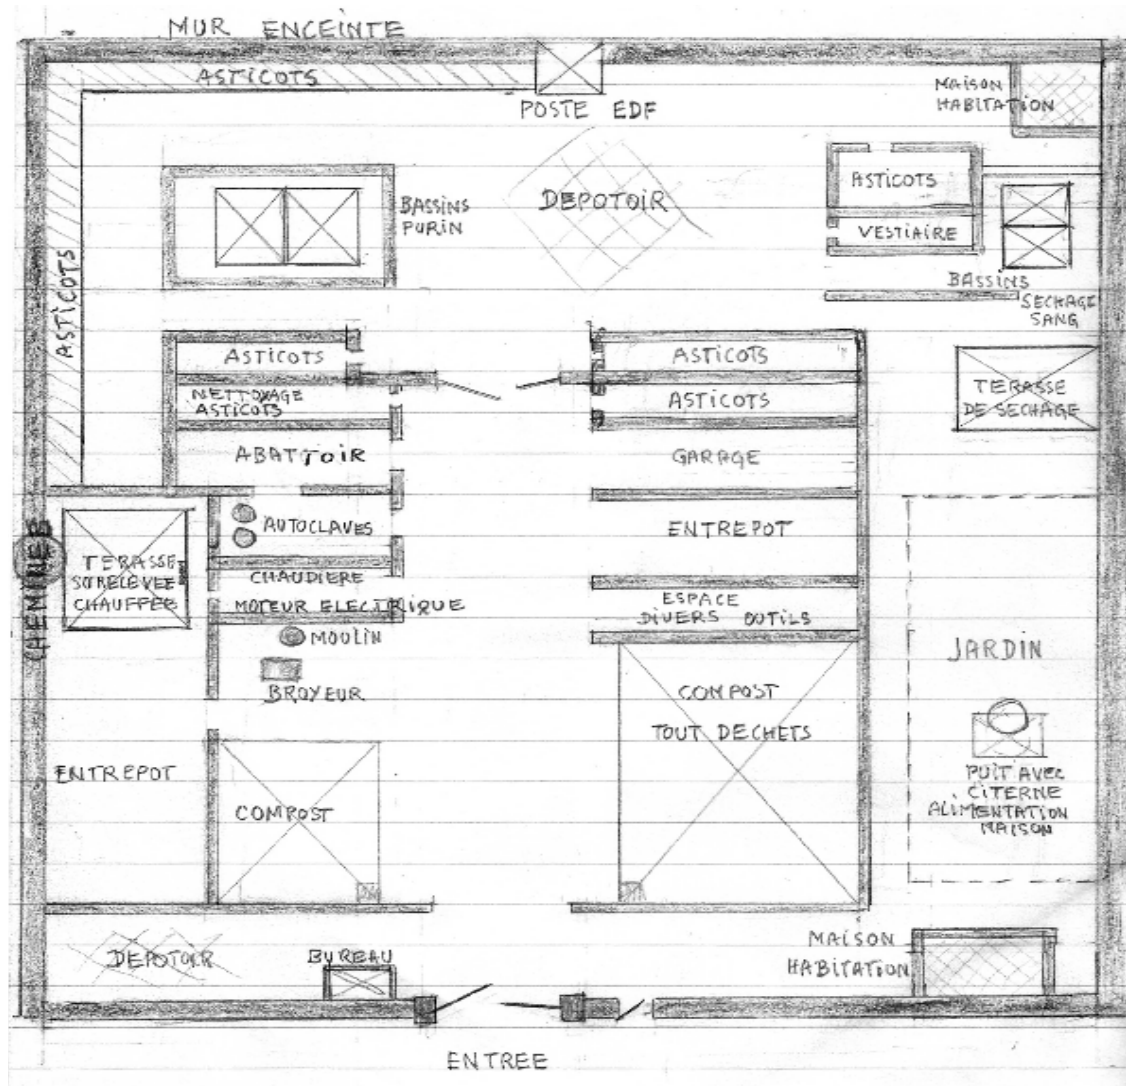 MUR ENCEINTE
ASTICOTS
POSTE EDF
MAISON
HABITATION
DEPOTOIR
BASSINS
PURIN
ASTICOTS
VESTIAIRE
BASSINS
SECHAGE
SANG
ASTICOTS
ASTICOTS
NETTOYAGE
ASTICOTS
ABATTOIR
ASTICOTS
ASTICOTS
GARAGE
TERASSE
DE SECHAGE
CHEMINEE
TERASSE
SURELEVEE
CHAUFFEE
AUTOCLAVES
CHAUDIERE
MOTEUR ELECTRIQUE
MOULIN
BROYEUR
ENTREPOT
ESPACE
DIVERS OUTILS
COMPOST
TOUT DECHETS
JARDIN
PUIT AVEC
CITERNE
ALIMENTATION
MAISON
ENTREPOT
COMPOST
DEPOTOIR
BUREAU
MAISON
HABITATION
ENTREE